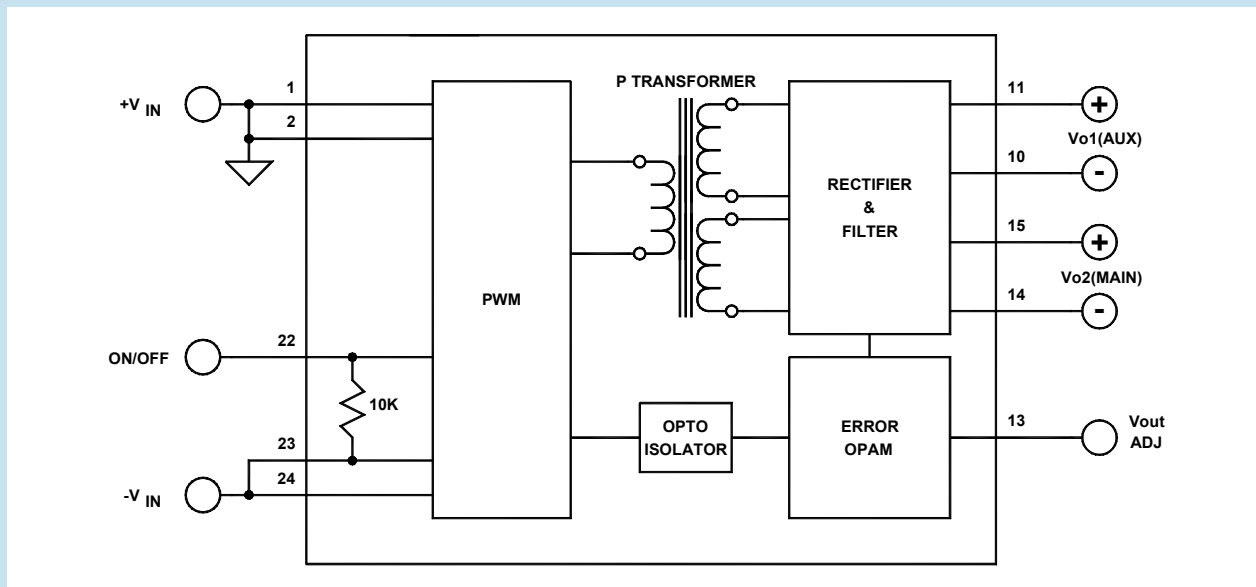 P TRANSFORMER
+V IN
1
2
11
+
Vo1(AUX)
10
-
RECTIFIER
&
FILTER
15
+
Vo2(MAIN)
14
-
PWM
ON/OFF
22
10K
23
24
-V IN
OPTO
ISOLATOR
ERROR
OPAM
13
Vout
ADJ